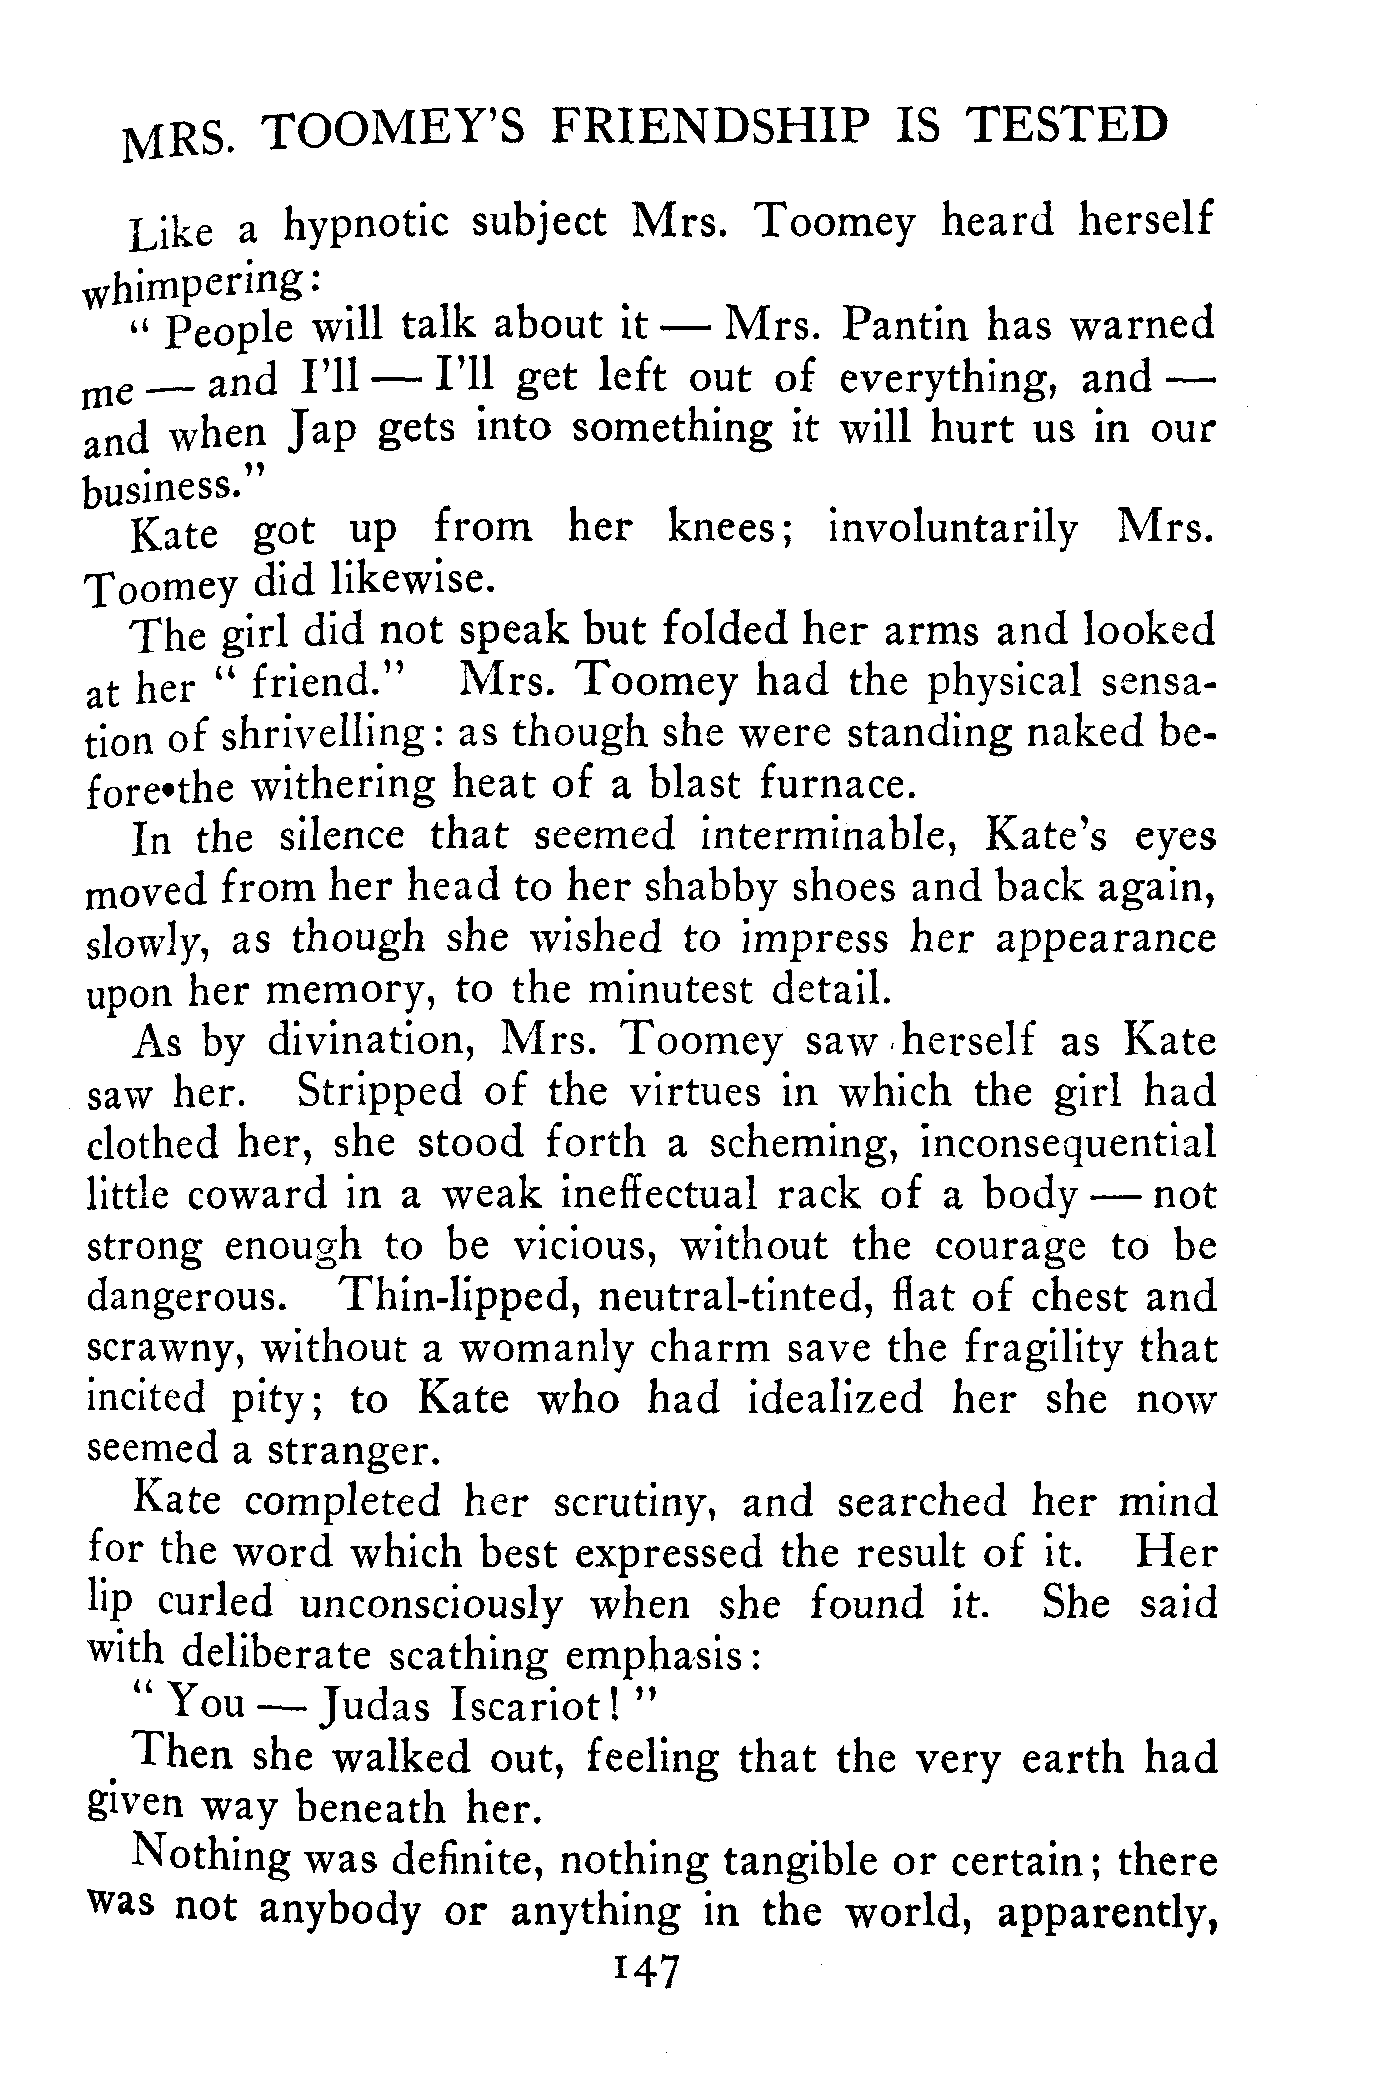 MRS. TOOMEY'S FRIENDSHIP IS TESTED
Like a hypnotic subject Mrs. Toomey heard herself
whimpering:
" People will talk about it — Mrs. Pantin has warned
me — and I'll — I'll get left out of everything, and —
and when Jap gets into something it will hurt us in our
business."
Kate got up from her knees; involuntarily Mrs.
Toomey did likewise.
The girl did not speak but folded her arms and looked
at her " friend." Mrs. Toomey had the physical sensa-
tion of shrivelling: as though she were standing naked be-
fore the withering heat of a blast furnace.
In the silence that seemed interminable, Kate's eyes
moved from her head to her shabby shoes and back again,
slowly, as though she wished to impress her appearance
upon her memory, to the minutest detail.
As by divination, Mrs. Toomey saw herself as Kate
saw her. Stripped of the virtues in which the girl had
clothed her, she stood forth a scheming, inconsequential
little coward in a weak ineffectual rack of a body — not
strong enough to be vicious, without the courage to be
dangerous. Thin-lipped, neutral-tinted, flat of chest and
scrawny, without a womanly charm save the fragility that
incited pity; to Kate who had idealized her she now
seemed a stranger.
Kate completed her scrutiny, and searched her mind
for the word which best expressed the result of it. Her
lip curled unconsciously when she found it. She said
with deliberate scathing emphasis:
" You — Judas Iscariot! "
Then she walked out, feeling that the very earth had
given way beneath her.
Nothing was definite, nothing tangible or certain; there
was not anybody or anything in the world, apparently,
147